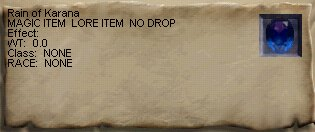 Rain of Karana
MAGIC ITEM  LORE ITEM  NO DROP
Effect:
WT:  0.0
Class:  NONE
RACE:  NONE